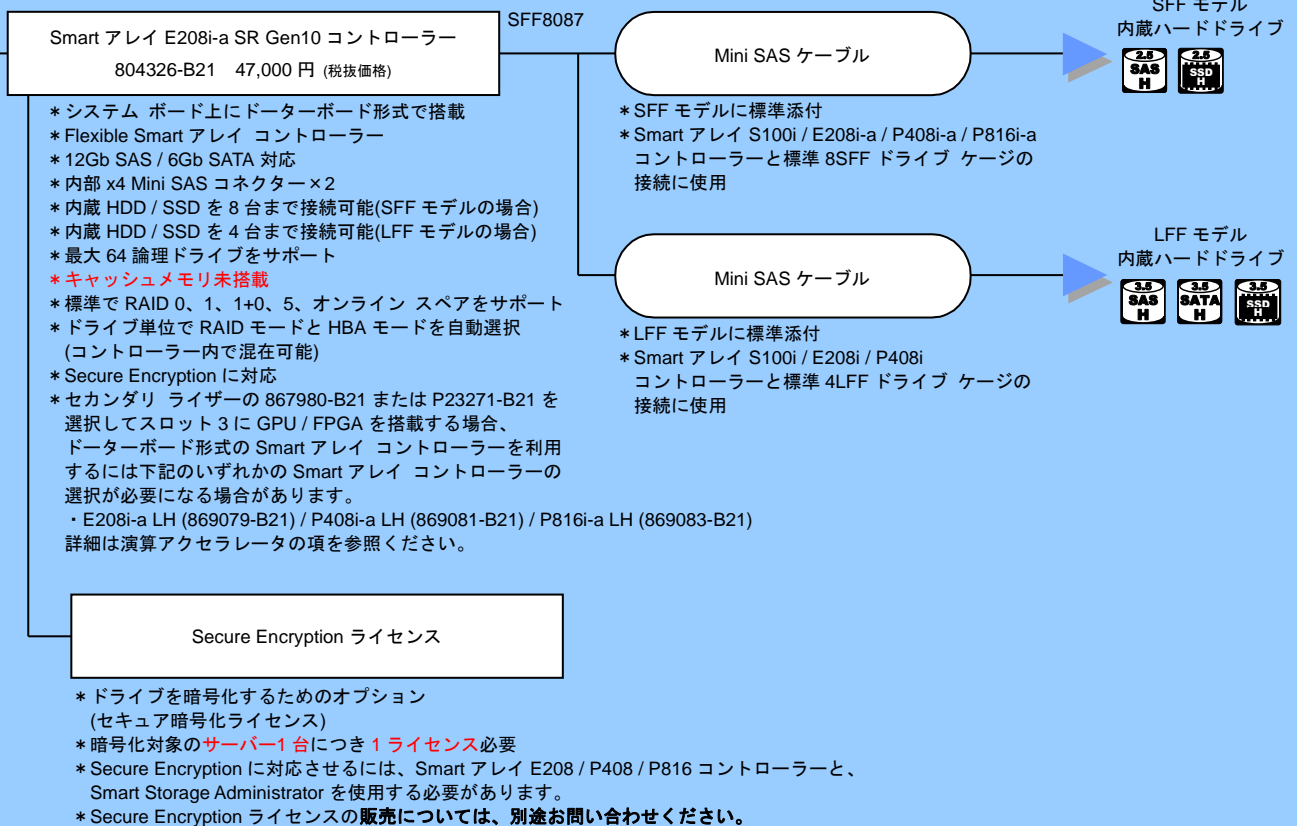 Smart アレイ E208i-a SR Gen10 コントローラー
804326-B21 47,000 円 (税抜価格)
SFF8087
＊システム ボード上にドーターボード形式で搭載
＊Flexible Smart アレイ コントローラー
＊12Gb SAS / 6Gb SATA 対応
＊内部 x4 Mini SAS コネクター×2
＊内蔵 HDD / SSD を 8 台まで接続可能(SFF モデルの場合)
＊内蔵 HDD / SSD を 4 台まで接続可能(LFF モデルの場合)
＊最大 64 論理ドライブをサポート
＊キャッシュメモリ未搭載
＊標準で RAID 0、1、1+0、5、オンライン スペアをサポート
＊ドライブ単位で RAID モードと HBA モードを自動選択
(コントローラー内で混在可能)
＊Secure Encryption に対応
＊セカンダリ ライザーの 867980-B21 または P23271-B21 を
選択してスロット 3 に GPU / FPGA を搭載する場合、
ドーターボード形式の Smart アレイ コントローラーを利用
するには下記のいずれかの Smart アレイ コントローラーの
選択が必要になる場合があります。
・E208i-a LH (869079-B21) / P408i-a LH (869081-B21) / P816i-a LH (869083-B21)
詳細は演算アクセラレータの項を参照ください。
Mini SAS ケーブル
＊SFF モデルに標準添付
＊Smart アレイ S100i / E208i-a / P408i-a / P816i-a
コントローラーと標準 8SFF ドライブ ケージの
接続に使用
SFF モデル
内蔵ハードドライブ
2.5
SAS
H
2.5
SSD
H
Mini SAS ケーブル
＊LFF モデルに標準添付
＊Smart アレイ S100i / E208i / P408i
コントローラーと標準 4LFF ドライブ ケージの
接続に使用
LFF モデル
内蔵ハードドライブ
3.5
SAS
H
3.5
SATA
H
3.5
SSD
H
Secure Encryption ライセンス
＊ドライブを暗号化するためのオプション
(セキュア暗号化ライセンス)
＊暗号化対象のサーバー1 台につき 1 ライセンス必要
＊Secure Encryption に対応させるには、Smart アレイ E208 / P408 / P816 コントローラーと、
Smart Storage Administrator を使用する必要があります。
＊Secure Encryption ライセンスの販売については、別途お問い合わせください。